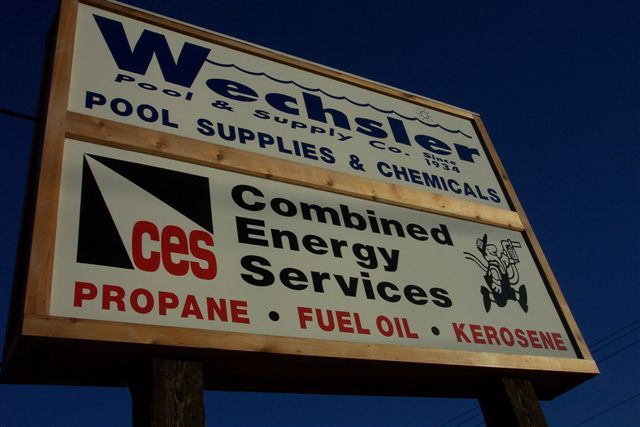 Wechsler
Pool & Supply Co. Since 1934
POOL SUPPLIES & CHEMICALS
ces
Combined
Energy
Services
PROPANE • FUEL OIL • KEROSENE